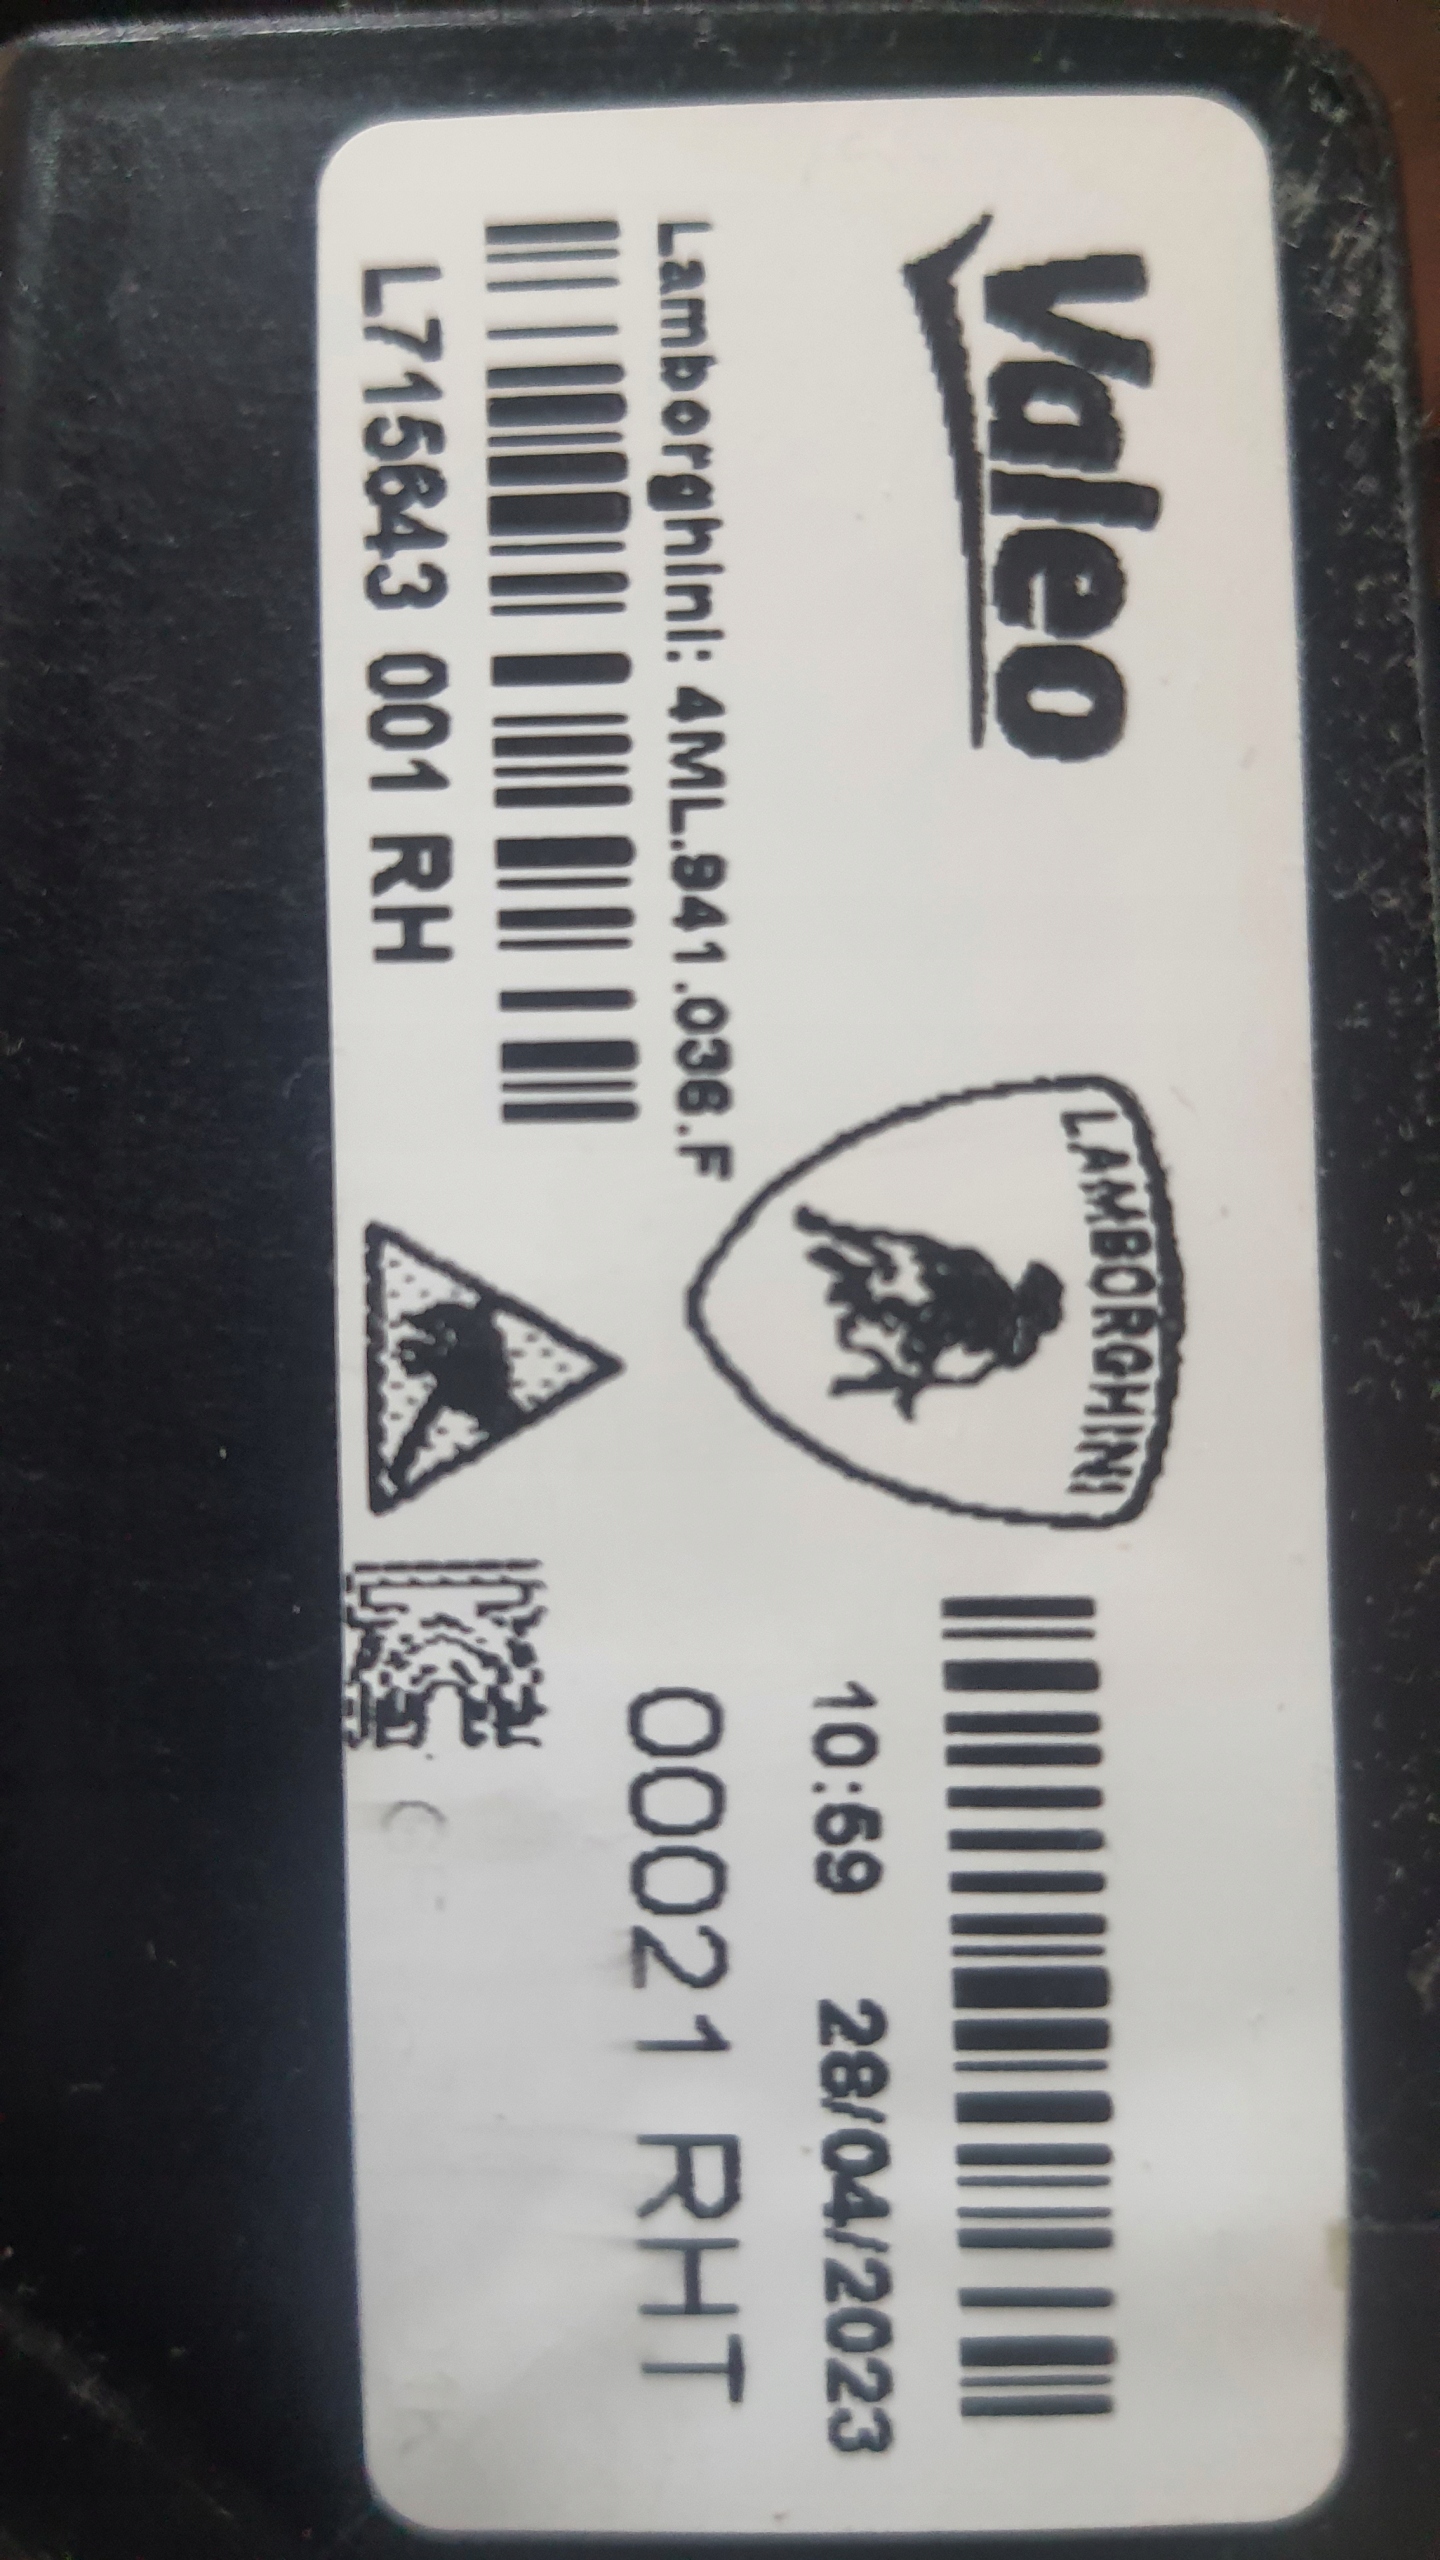 Valeo
LAMBORGHINI
10:59 28/04/2023
Lamborghini: 4ML.941.036.F
00021 RHT
L715643 001 RH